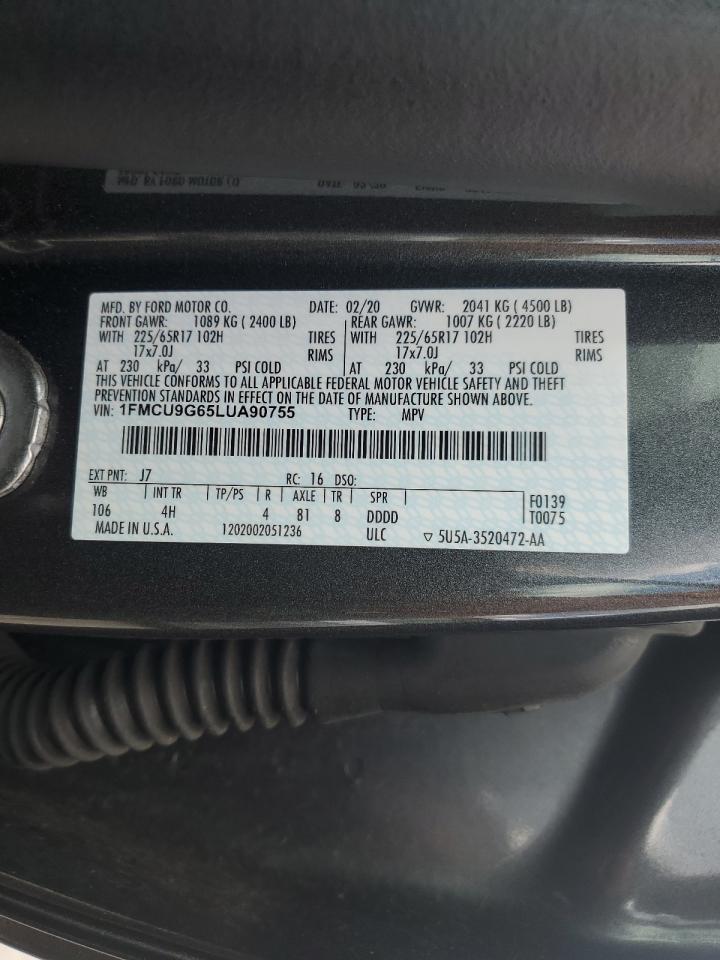 MFD. BY FORD MOTOR CO. DATE: 02/20 GVWR: 2041 KG ( 4500 LB)
FRONT GAWR: 1089 KG ( 2400 LB) REAR GAWR: 1007 KG ( 2220 LB)
WITH 225/65R17 102H TIRES WITH 225/65R17 102H TIRES
17x7.0J RIMS 17x7.0J RIMS
AT 230 kPa/ 33 PSI COLD AT 230 kPa/ 33 PSI COLD
THIS VEHICLE CONFORMS TO ALL APPLICABLE FEDERAL MOTOR VEHICLE SAFETY AND THEFT
PREVENTION STANDARDS IN EFFECT ON THE DATE OF MANUFACTURE SHOWN ABOVE.
VIN: 1FMCU9G65LUA90755 TYPE: MPV
EXT PNT: J7 RC: 16 DSO:
WB INT TR TP/PS R AXLE TR SPR F0139
106 4H 4 81 8 DDDD T0075
MADE IN U.S.A. 1202002051236 ULC ▽ 5U5A-3520472-AA